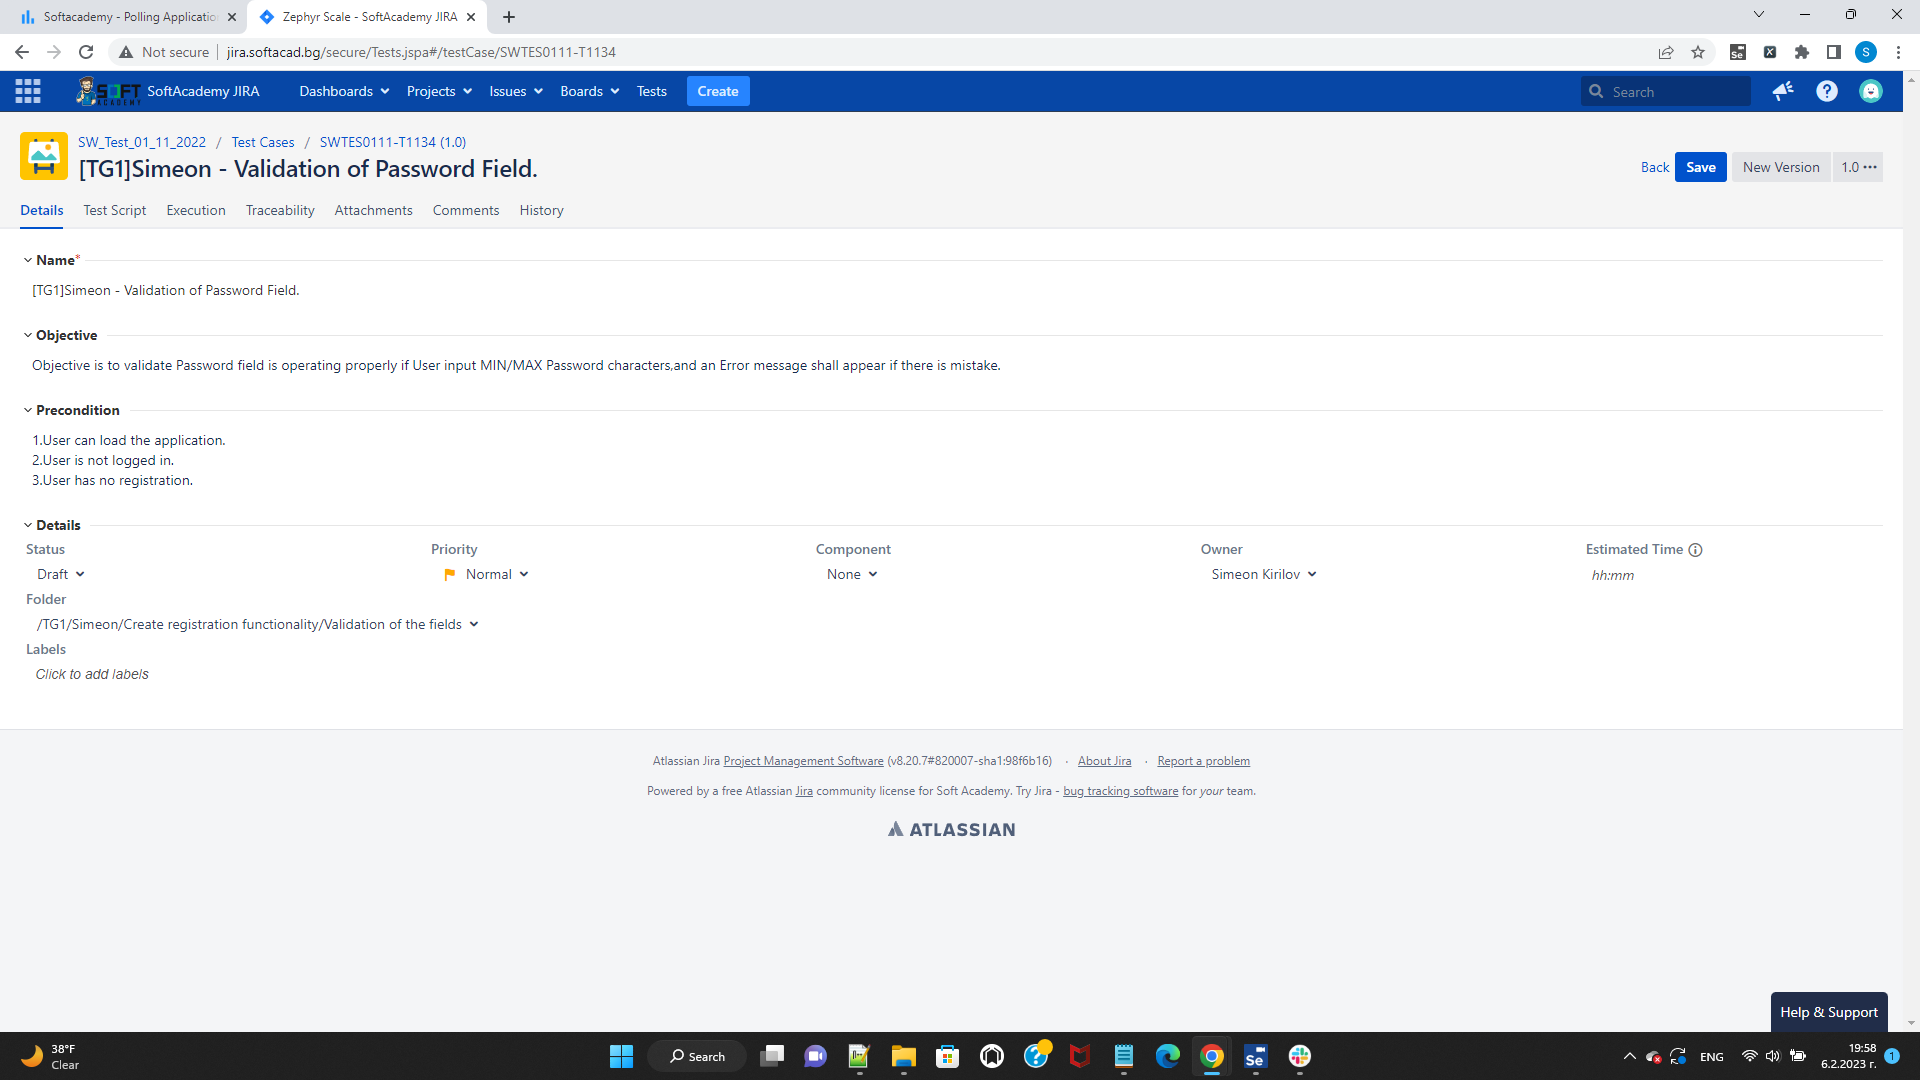 Softacademy - Polling Applicatio
Zephyr Scale - SoftAcademy JIRA
Not secure
jira.softacad.bg/secure/Tests.jspa#/testCase/SWTES0111-T1134
Se
X
S
SOFT
ACADEMY
SoftAcademy JIRA
Dashboards
Projects
Issues
Boards
Tests
Create
Search
SW_Test_01_11_2022 / Test Cases / SWTES0111-T1134 (1.0)
[TG1]Simeon - Validation of Password Field.
Back
Save
New Version
1.0 •••
Details
Test Script
Execution
Traceability
Attachments
Comments
History
Name*
[TG1]Simeon - Validation of Password Field.
Objective
Objective is to validate Password field is operating properly if User input MIN/MAX Password characters,and an Error message shall appear if there is mistake.
Precondition
1.User can load the application.
2.User is not logged in.
3.User has no registration.
Details
Status
Priority
Component
Owner
Estimated Time
Draft
Normal
None
Simeon Kirilov
hh:mm
Folder
/TG1/Simeon/Create registration functionality/Validation of the fields
Labels
Click to add labels
Atlassian Jira Project Management Software (v8.20.7#820007-sha1:98f6b16) · About Jira · Report a problem
Powered by a free Atlassian Jira community license for Soft Academy. Try Jira - bug tracking software for your team.
ATLASSIAN
Help & Support
38°F
Clear
Search
Se
ENG
19:58
6.2.2023 г.
1